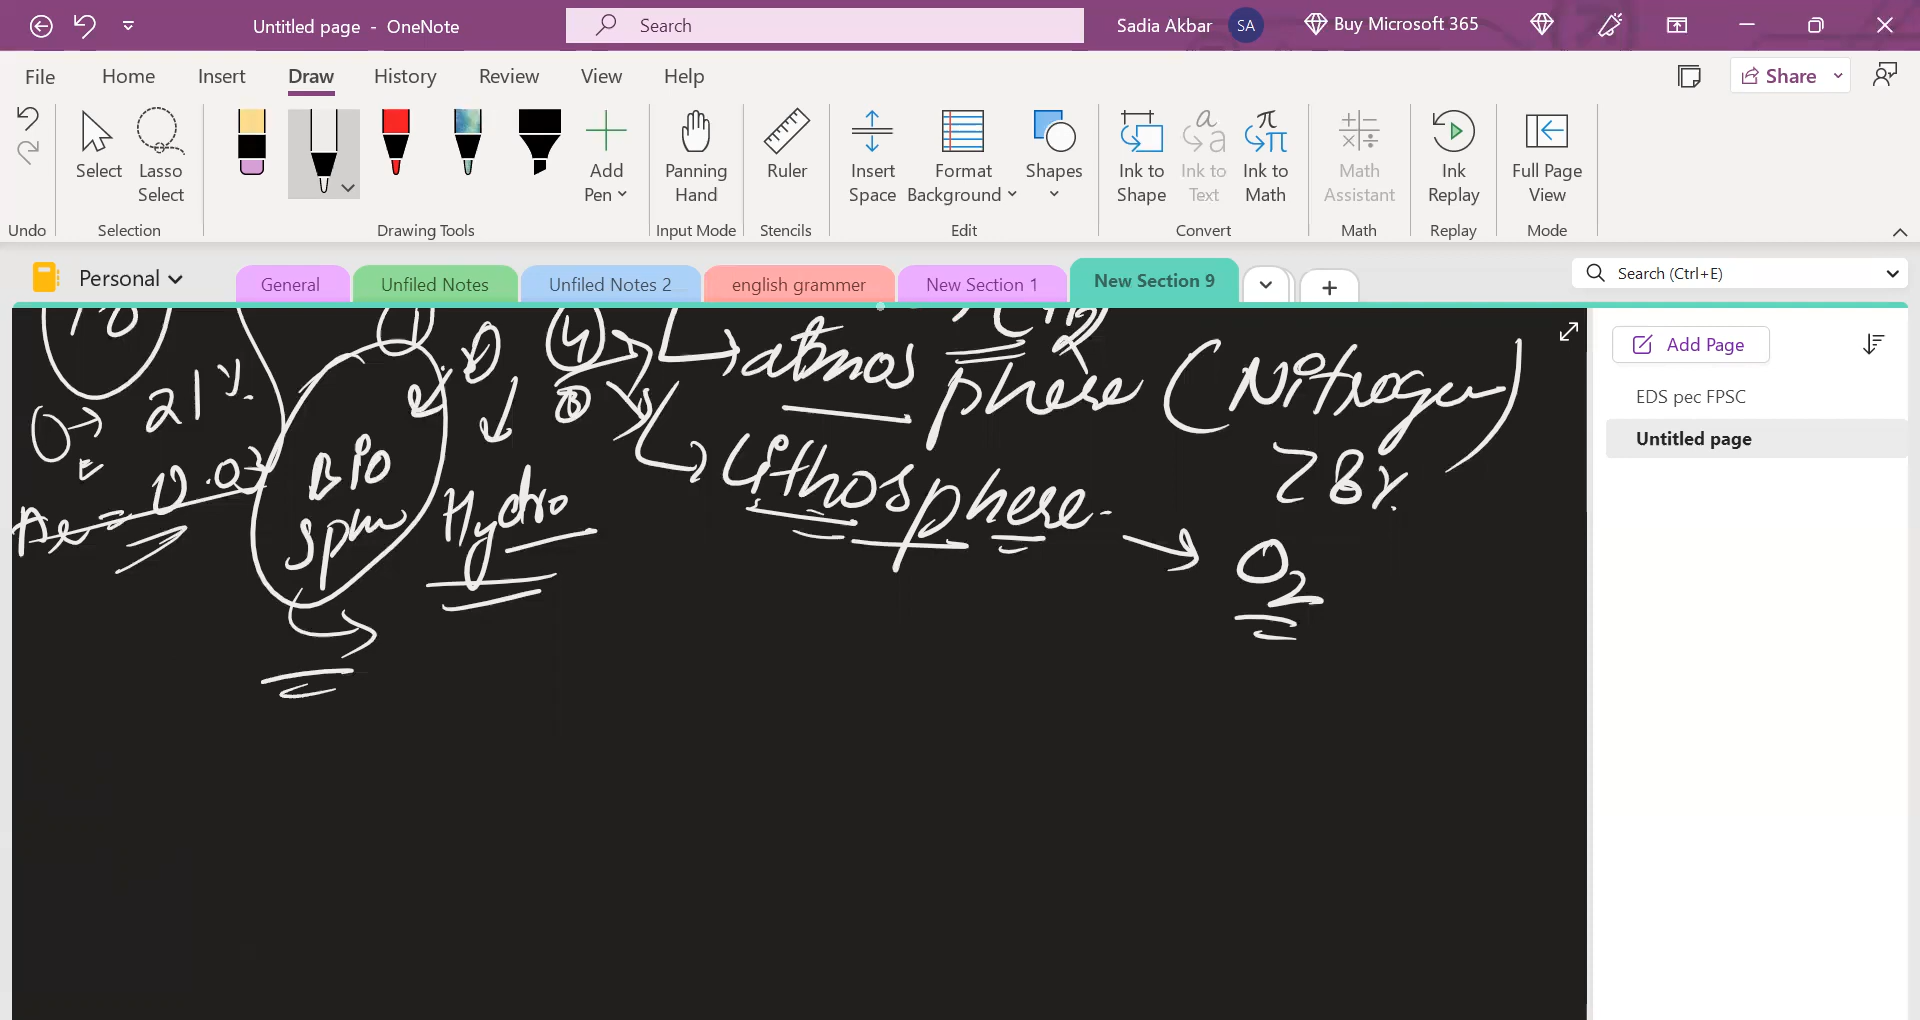 Untitled page - OneNote
Search
Sadia Akbar
SA
Buy Microsoft 365
File
Home
Insert
Draw
History
Review
View
Help
Share
Select
Lasso Select
Add Pen
Panning Hand
Ruler
Insert Space
Format Background
Shapes
Ink to Shape
Ink to Text
Ink to Math
Math Assistant
Ink Replay
Full Page View
Undo
Selection
Drawing Tools
Input Mode
Stencils
Edit
Convert
Math
Replay
Mode
Personal
General
Unfiled Notes
Unfiled Notes 2
english grammer
New Section 1
New Section 9
Search (Ctrl+E)
Add Page
EDS pec FPSC
Untitled page
atmos phere (Nitrogen)
78%
21%
Lithosphere
O2
Bio
Hydro